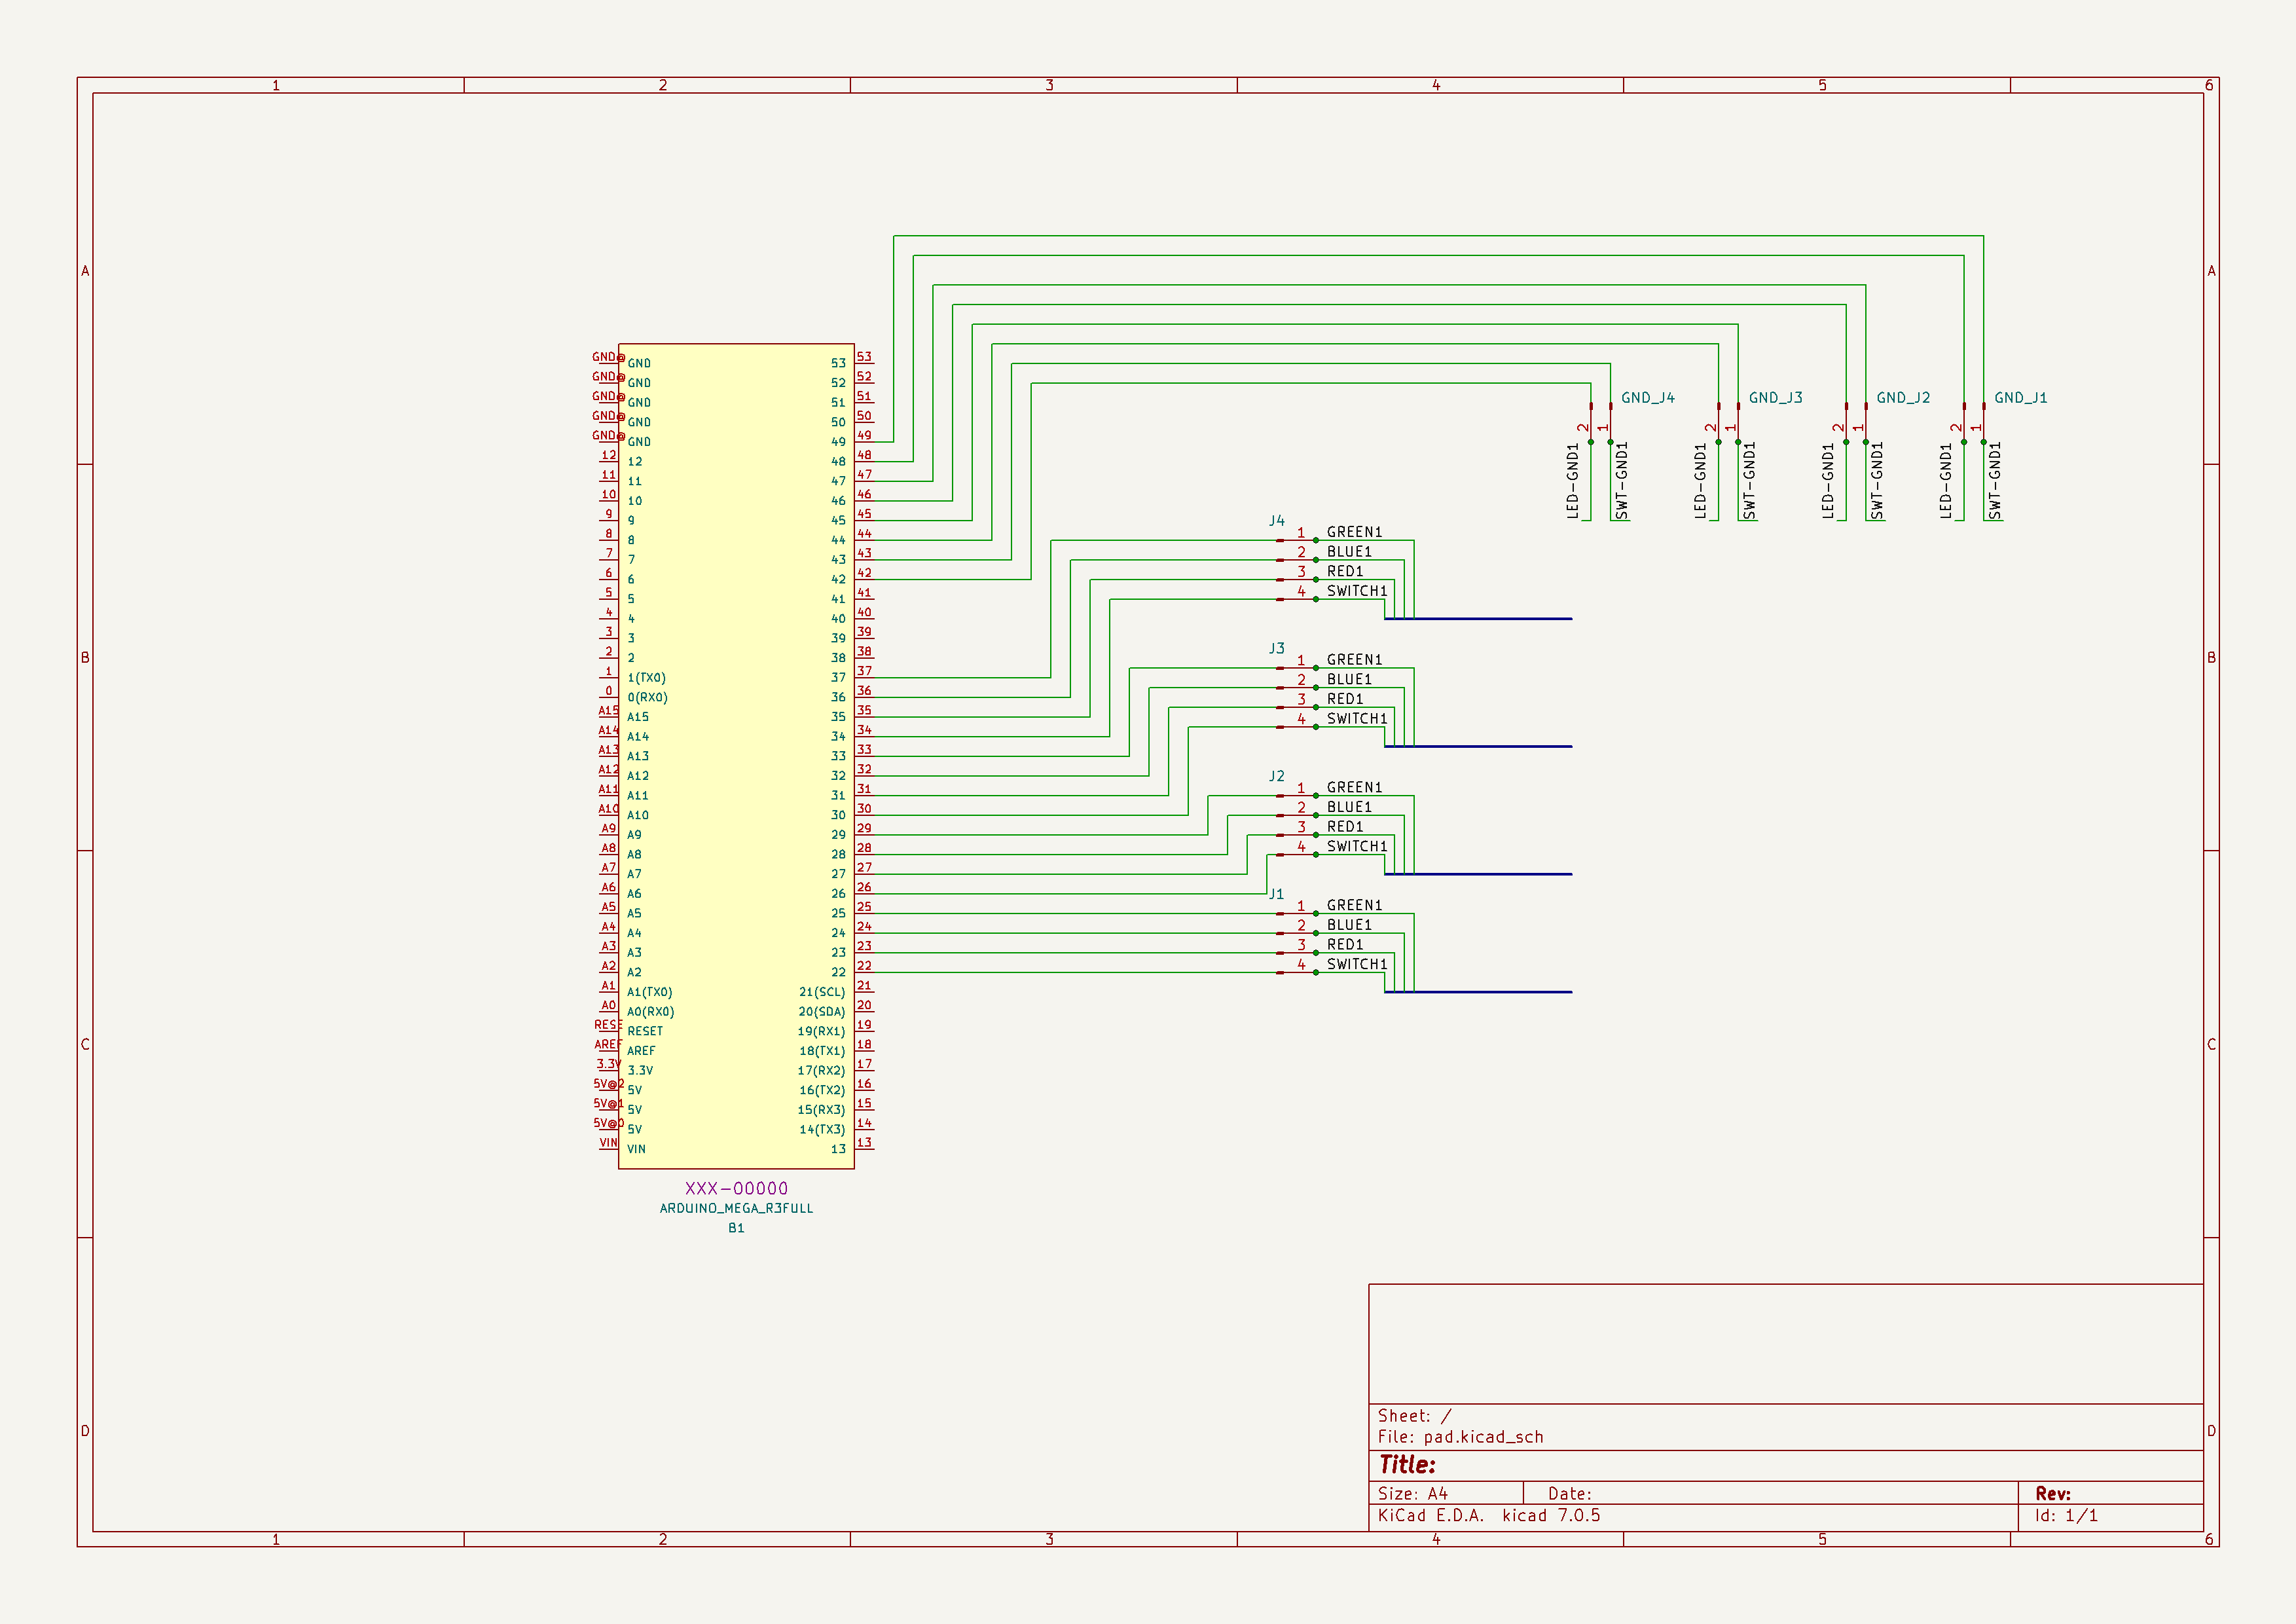 1 2 3 4 5 6
A A
B B
C C
D D
GND@ GND 53 53
GND@ GND 52 52
GND@ GND 51 51
GND@ GND 50 50
GND@ GND 49 49
12 12 48 48
11 11 47 47
10 10 46 46
9 9 45 45
8 8 44 44
7 7 43 43
6 6 42 42
5 5 41 41
4 4 40 40
3 3 39 39
2 2 38 38
1 1(TX0) 37 37
0 0(RX0) 36 36
A15 A15 35 35
A14 A14 34 34
A13 A13 33 33
A12 A12 32 32
A11 A11 31 31
A10 A10 30 30
A9 A9 29 29
A8 A8 28 28
A7 A7 27 27
A6 A6 26 26
A5 A5 25 25
A4 A4 24 24
A3 A3 23 23
A2 A2 22 22
A1 A1(TX0) 21(SCL) 21
A0 A0(RX0) 20(SDA) 20
RESE RESET 19(RX1) 19
AREF AREF 18(TX1) 18
3.3V 3.3V 17(RX2) 17
5V@2 5V 16(TX2) 16
5V@1 5V 15(RX3) 15
5V@0 5V 14(TX3) 14
VIN VIN 13 13
XXX-00000
ARDUINO_MEGA_R3FULL
B1
GND_J4
2 1
LED-GND1
SWT-GND1
GND_J3
2 1
LED-GND1
SWT-GND1
GND_J2
2 1
LED-GND1
SWT-GND1
GND_J1
2 1
LED-GND1
SWT-GND1
J4
1 GREEN1
2 BLUE1
3 RED1
4 SWITCH1
J3
1 GREEN1
2 BLUE1
3 RED1
4 SWITCH1
J2
1 GREEN1
2 BLUE1
3 RED1
4 SWITCH1
J1
1 GREEN1
2 BLUE1
3 RED1
4 SWITCH1
Sheet: /
File: pad.kicad_sch
Title:
Size: A4 Date: Rev:
KiCad E.D.A. kicad 7.0.5 Id: 1/1
1 2 3 4 5 6